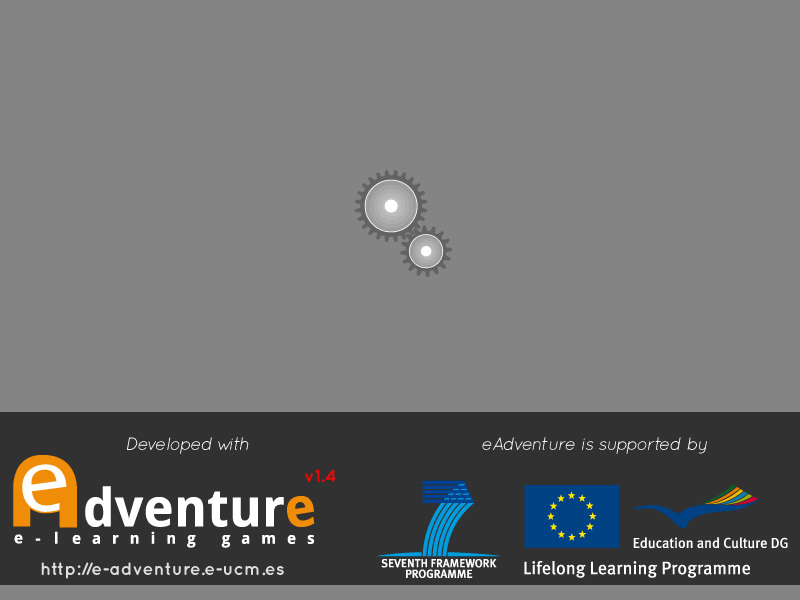 Developed with
eAdventure is supported by
v1.4
eAdventure
e-learning games
http://e-adventure.e-ucm.es
SEVENTH FRAMEWORK
PROGRAMME
Education and Culture DG
Lifelong Learning Programme